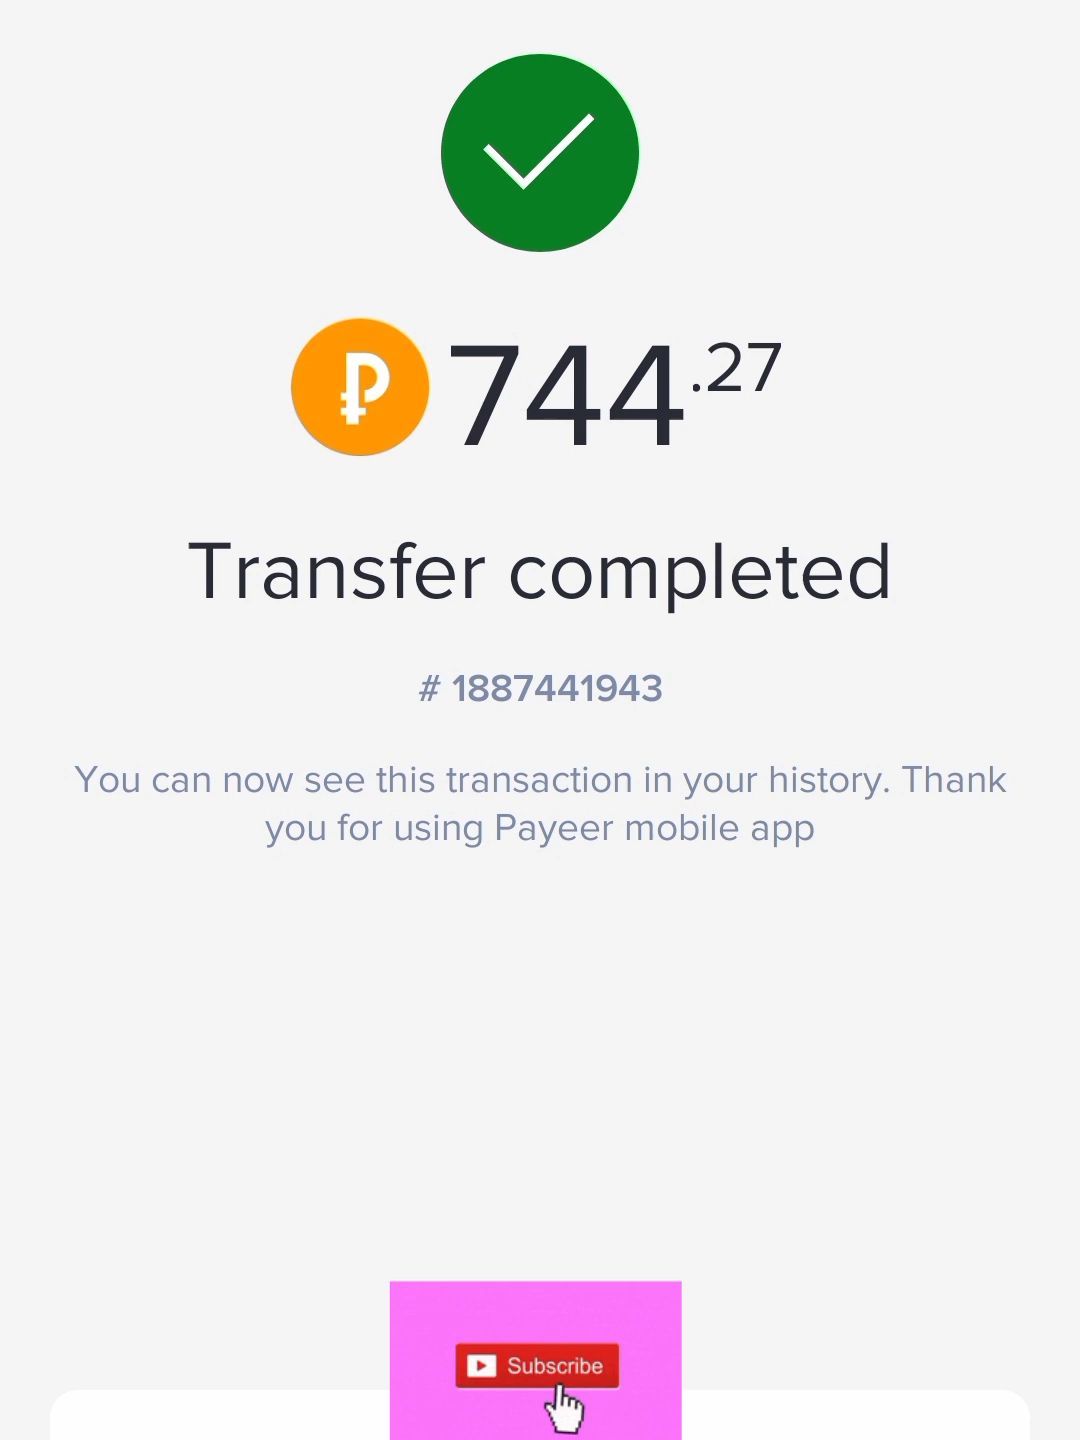 ₽ 744.27
Transfer completed
# 1887441943
You can now see this transaction in your history. Thank
you for using Payeer mobile app
Subscribe